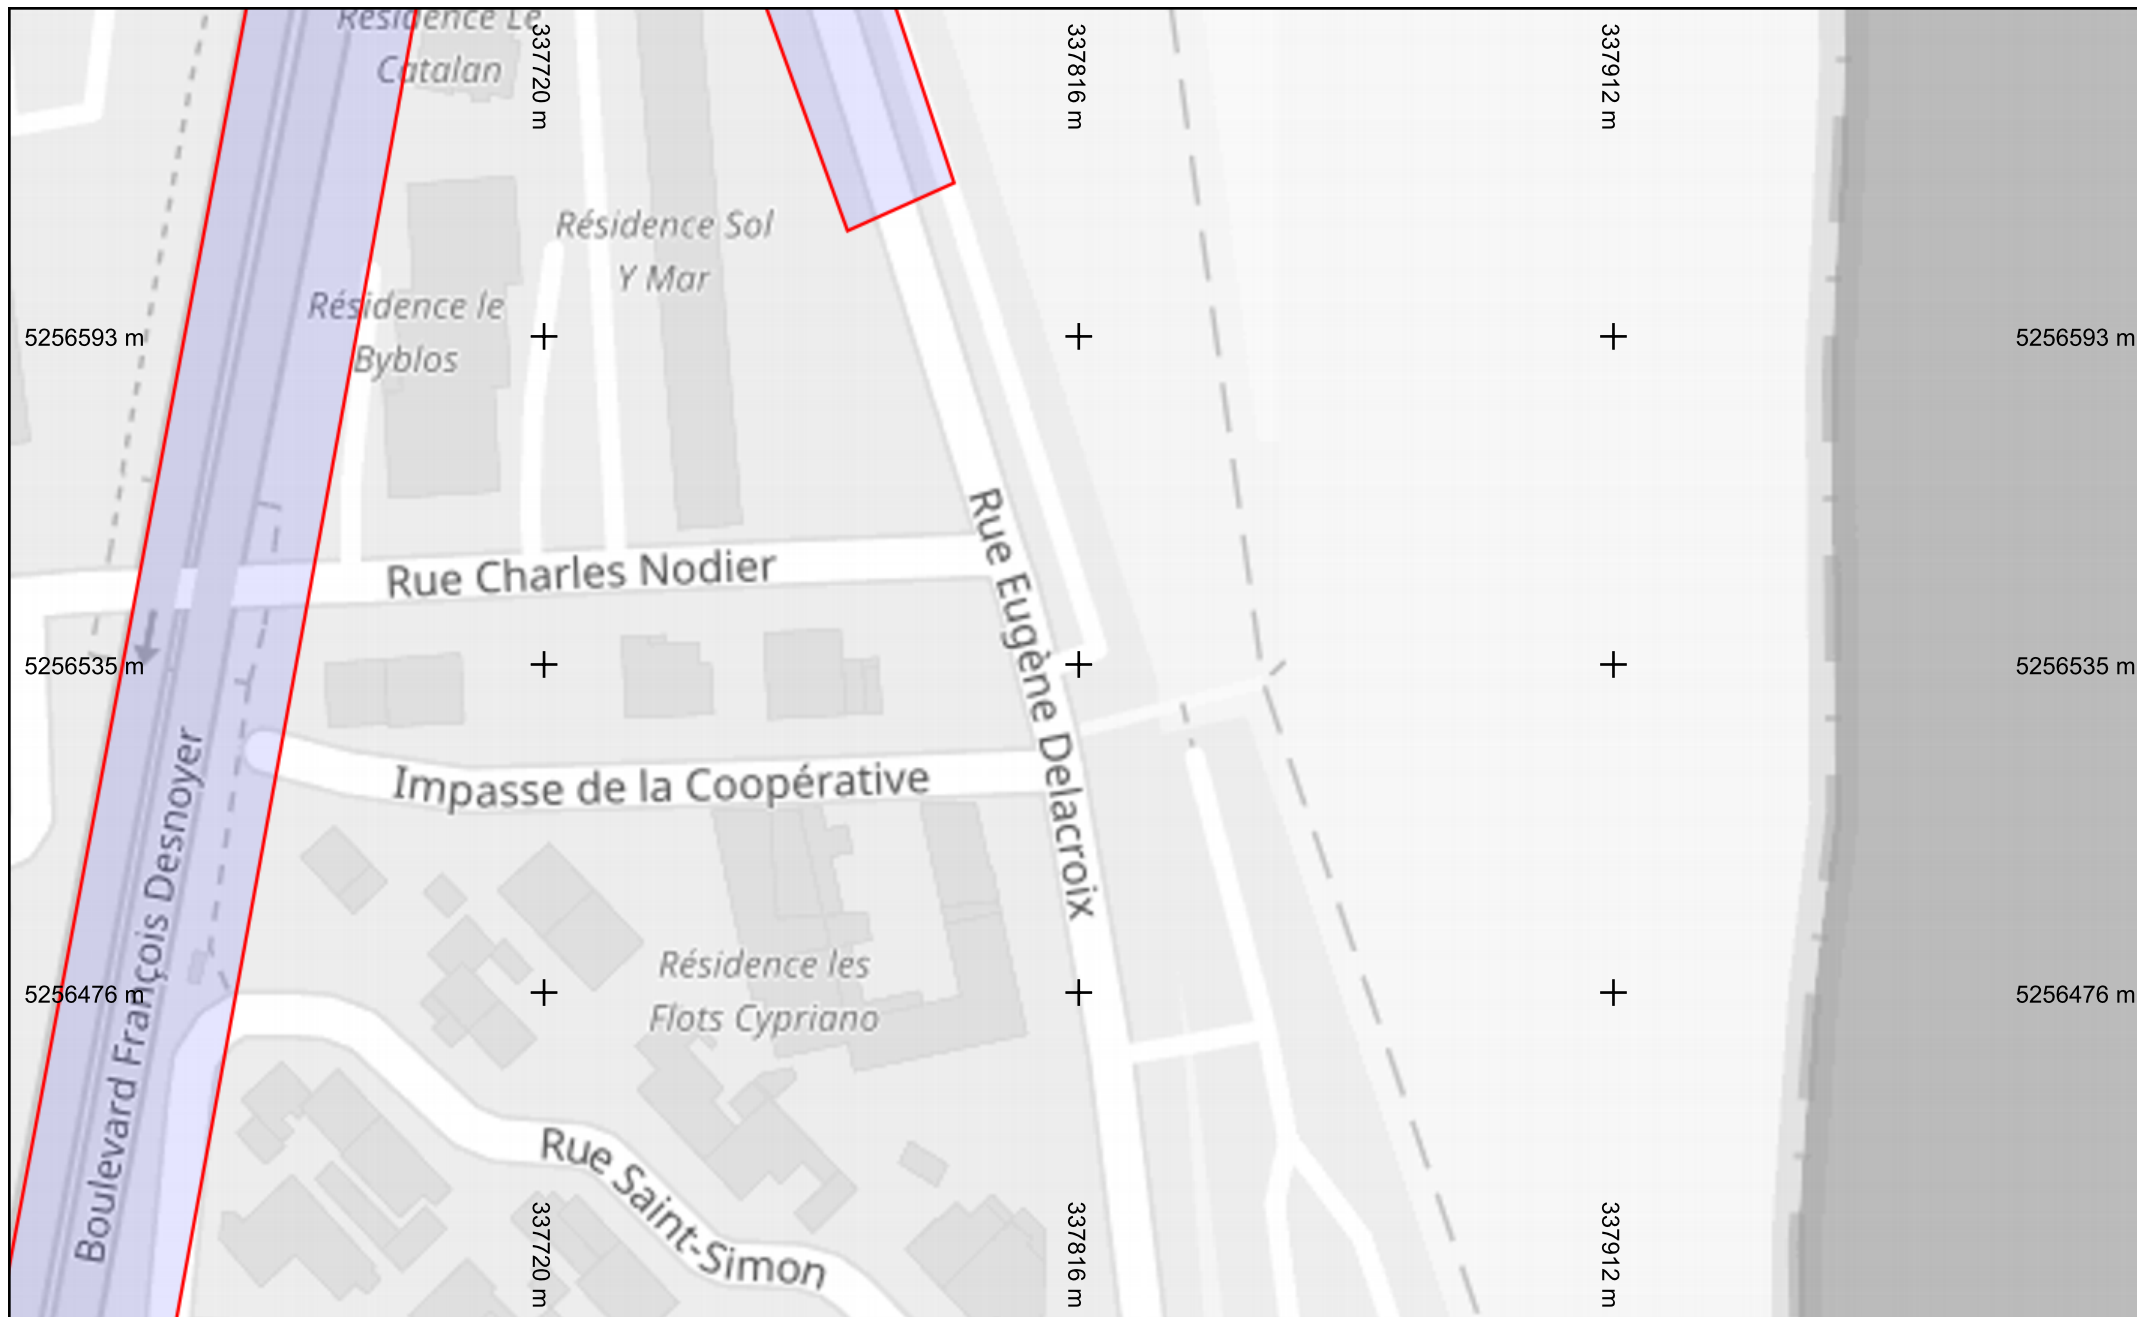 Résidence Le
Catalan
337720 m
337816 m
337912 m
Résidence Sol
Y Mar
Résidence le
Byblos
5256593 m
5256593 m
Rue Charles Nodier
Rue Eugène Delacroix
5256535 m
5256535 m
Impasse de la Coopérative
Boulevard François Desnoyer
Résidence les
Flots Cypriano
5256476 m
5256476 m
Rue Saint-Simon
337720 m
337816 m
337912 m